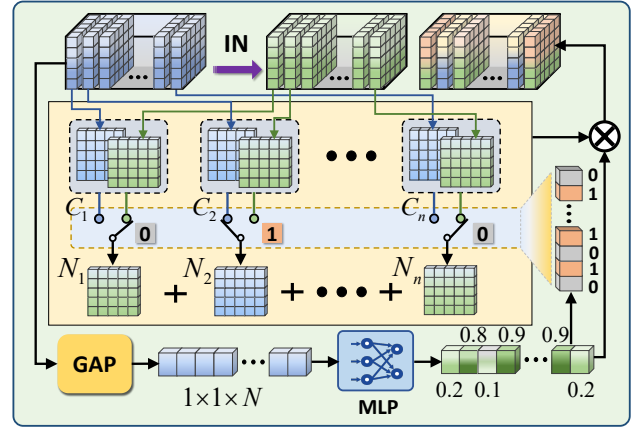 IN
... ... ...
C₁ C₂ ● ● ● Cₙ
0 1 0
N₁ + N₂ + ● ● ● + Nₙ
0
1
1
0
1
0
GAP
...
1×1×N
MLP
0.8 0.9 ... 0.9
0.2 0.1 0.2